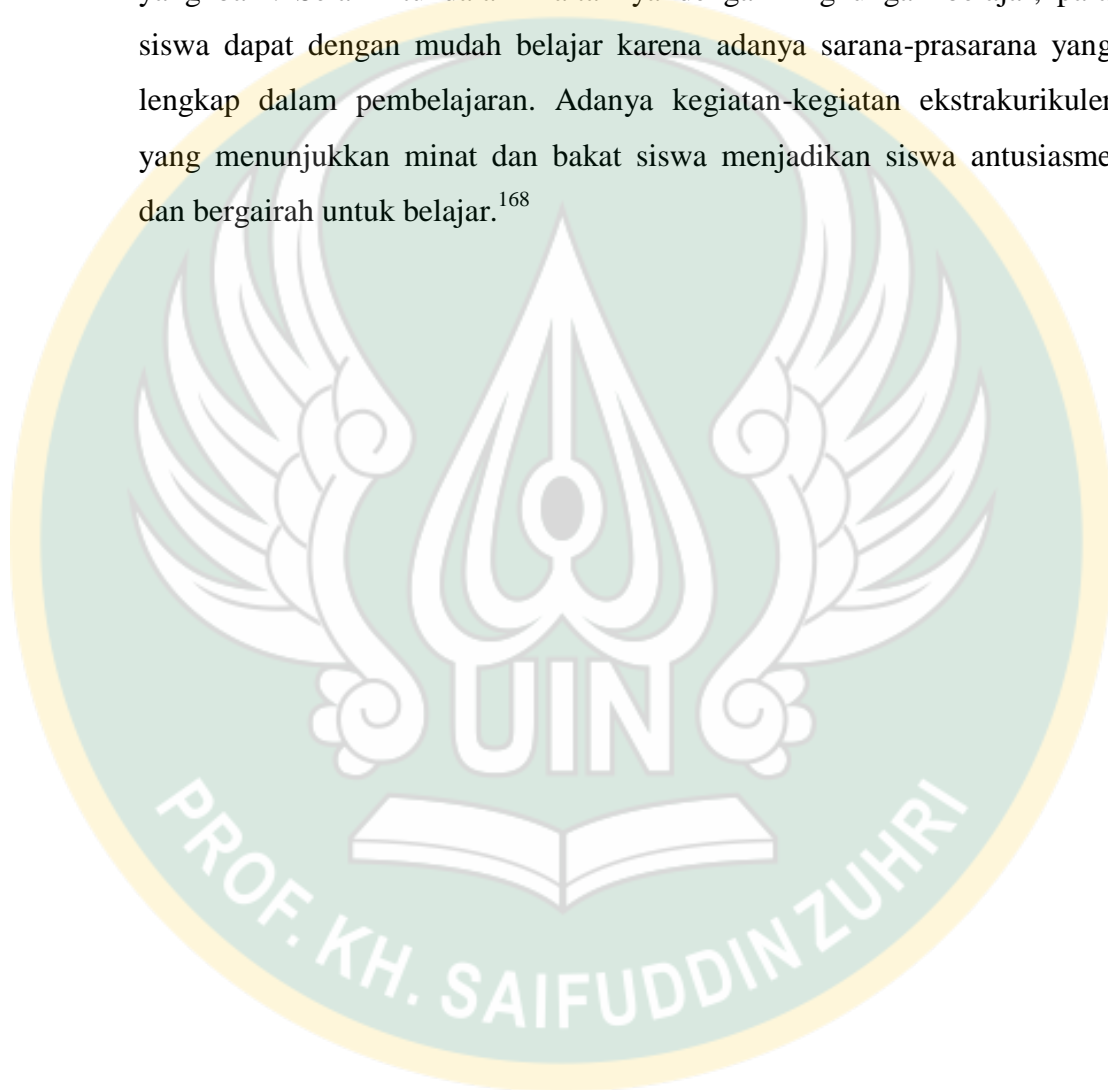 siswa dapat dengan mudah belajar karena adanya sarana-prasarana yang
lengkap dalam pembelajaran. Adanya kegiatan-kegiatan ekstrakurikuler
yang menunjukkan minat dan bakat siswa menjadikan siswa antusiasme
dan bergairah untuk belajar.168
UIN
PROF. KH. SAIFUDDIN ZUHRI